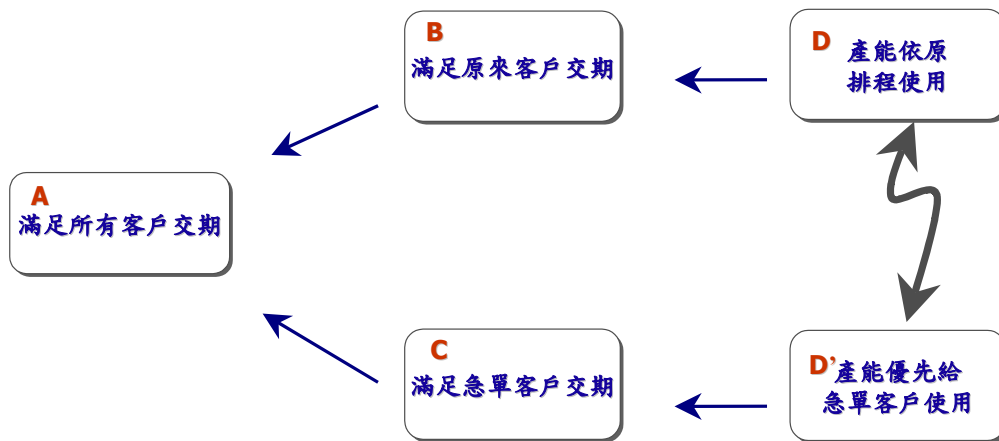 B
滿足原來客戶交期
D
產能依原
排程使用
A
滿足所有客戶交期
C
滿足急單客戶交期
D’
產能優先給
急單客戶使用